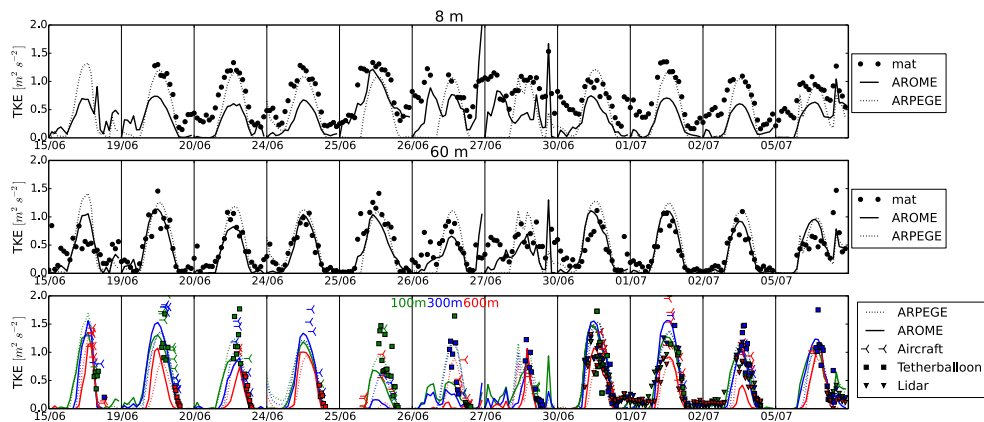 8 m
TKE [m² s⁻²]
2.0
1.5
1.0
0.5
0.0
15/06 19/06 20/06 24/06 25/06 26/06 27/06 30/06 01/07 02/07 05/07
mat
AROME
ARPEGE
60 m
TKE [m² s⁻²]
2.0
1.5
1.0
0.5
0.0
15/06 19/06 20/06 24/06 25/06 26/06 27/06 30/06 01/07 02/07 05/07
mat
AROME
ARPEGE
100m300m600m
TKE [m² s⁻²]
2.0
1.5
1.0
0.5
0.0
15/06 19/06 20/06 24/06 25/06 26/06 27/06 30/06 01/07 02/07 05/07
ARPEGE
AROME
Aircraft
Tetherballoon
Lidar